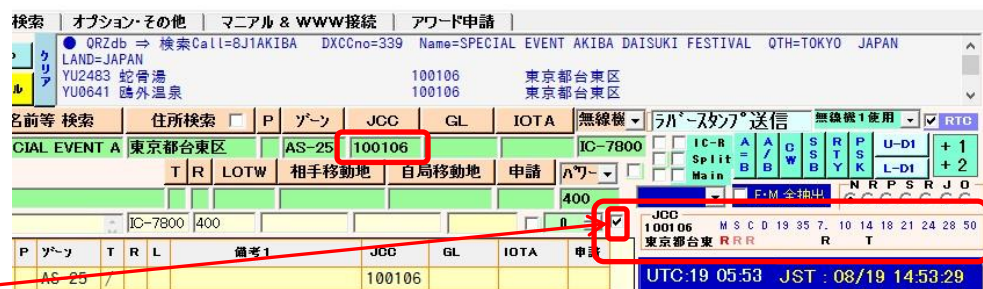 検索 | オプション・その他 | マニアル & WWW接続 | アワード申請 |
クリア
● QRZdb ⇒ 検索Call=8J1AKIBA DXCCno=339 Name=SPECIAL EVENT AKIBA DAISUKI FESTIVAL QTH=TOKYO JAPAN
LAND=JAPAN
YU2483 蛇骨湯 100106 東京都台東区
YU0641 鴎外温泉 100106 東京都台東区
名前等 検索 住所検索 P ゾーン JCC GL IOTA 無線機 ラバースタンプ送信 無線機1使用 RTC
CIAL EVENT A 東京都台東区 AS-25 100106 IC-7800
IC-R Split Main A=B A/B CW SSB RTY PSK U-D1 L-D1 +1 +2
T R LOTW 相手移動地 自局移動地 申請 パワー
400 F・M 全抽出 N R P S R J O
IC-7800 400 0
JCC
100106 M S C D 19 35 7. 10 14 18 21 24 28 50
東京都台東 R R R R T
P ゾーン T R L 備考1 JCC GL IOTA 申請
AS-25 / 100106
UTC:19 05:53 JST : 08/19 14:53:29